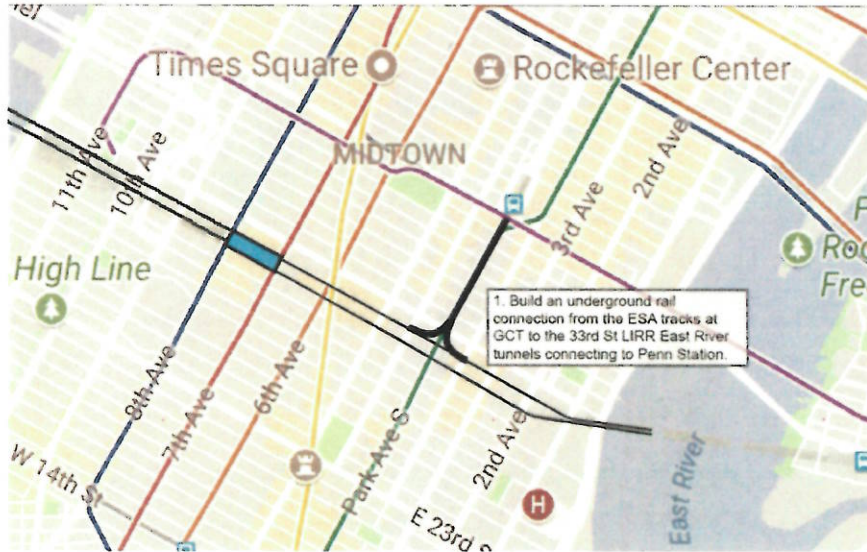 Times Square
Rockefeller Center
MIDTOWN
2nd Ave
3rd Ave
11th Ave
10th Ave
High Line
1. Build an underground rail
connection from the ESA tracks at
GCT to the 33rd St LIRR East River
tunnels connecting to Penn Station.
8th Ave
7th Ave
6th Ave
Park Ave S
2nd Ave
W 14th St
E 23rd
East River
H
Fre